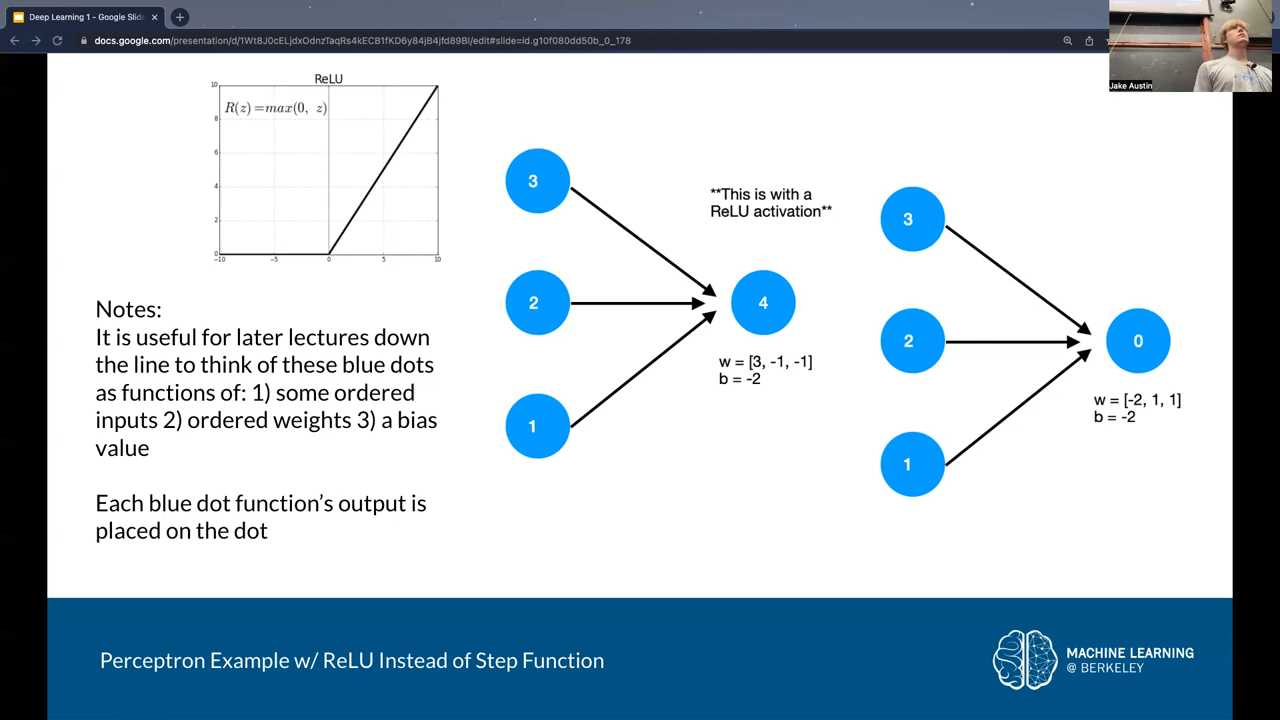 Deep Learning 1 - Google Slid
docs.google.com/presentation/d/1Wt8J0cELjdxOdnzTaqRs4kECB1fKD6y84jB4jfd89BI/edit#slide=id.g10f080dd50b_0_178
Jake Austin
ReLU
R(z)=max(0, z)
10
8
6
4
2
0
-10
-5
0
5
10
Notes:
It is useful for later lectures down
the line to think of these blue dots
as functions of: 1) some ordered
inputs 2) ordered weights 3) a bias
value
Each blue dot function's output is
placed on the dot
3
2
1
4
w = [3, -1, -1]
b = -2
**This is with a
ReLU activation**
3
2
1
0
w = [-2, 1, 1]
b = -2
Perceptron Example w/ ReLU Instead of Step Function
MACHINE LEARNING
@ BERKELEY